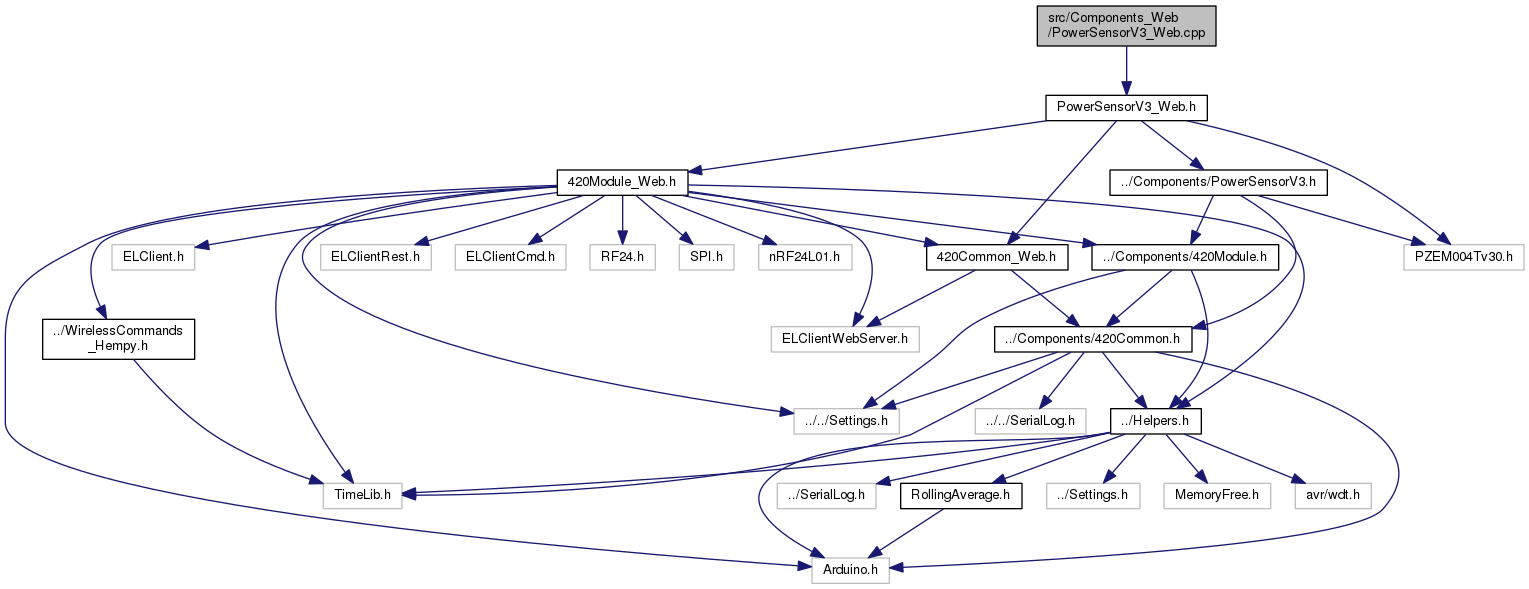 src/Components_Web
/PowerSensorV3_Web.cpp
PowerSensorV3_Web.h
420Module_Web.h
../Components/PowerSensorV3.h
ELClient.h
ELClientRest.h
ELClientCmd.h
RF24.h
SPI.h
nRF24L01.h
420Common_Web.h
../Components/420Module.h
PZEM004Tv30.h
../WirelessCommands
_Hempy.h
ELClientWebServer.h
../Components/420Common.h
../../Settings.h
../../SerialLog.h
../Helpers.h
TimeLib.h
../SerialLog.h
RollingAverage.h
../Settings.h
MemoryFree.h
avr/wdt.h
Arduino.h